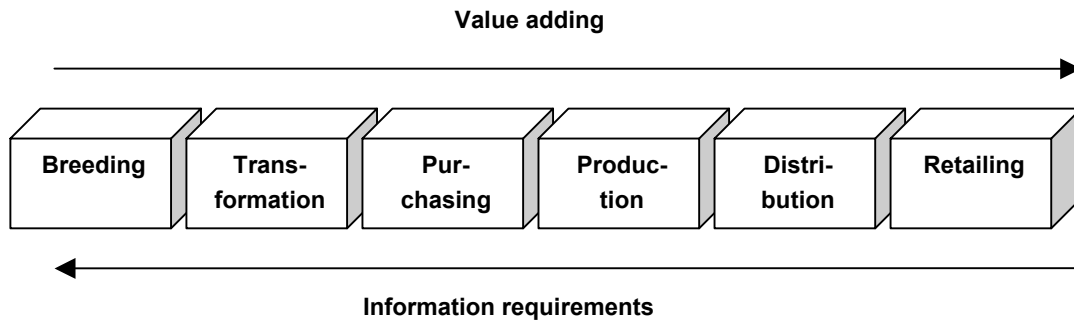 Value adding
Breeding
Trans-
formation
Pur-
chasing
Produc-
tion
Distri-
bution
Retailing
Information requirements